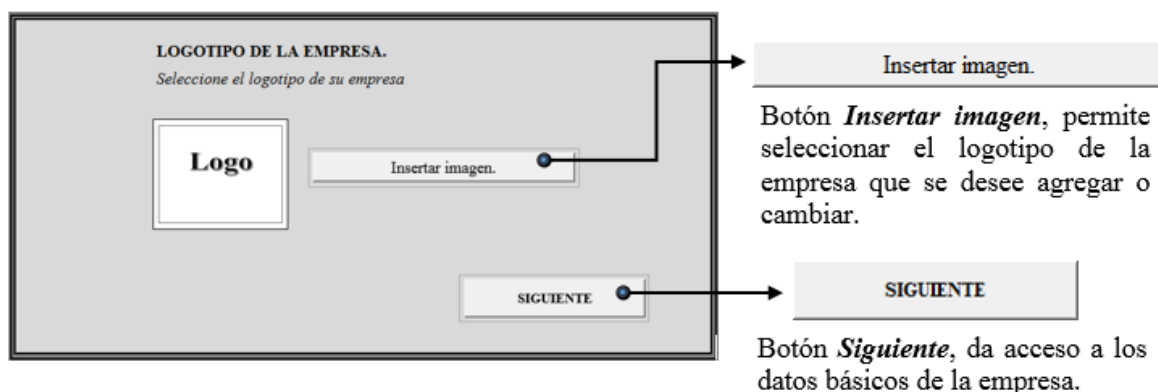 LOGOTIPO DE LA EMPRESA.
Seleccione el logotipo de su empresa
Logo
Insertar imagen.
SIGUIENTE
Insertar imagen.
Botón Insertar imagen, permite
seleccionar el logotipo de la
empresa que se desee agregar o
cambiar.
SIGUIENTE
Botón Siguiente, da acceso a los
datos básicos de la empresa.